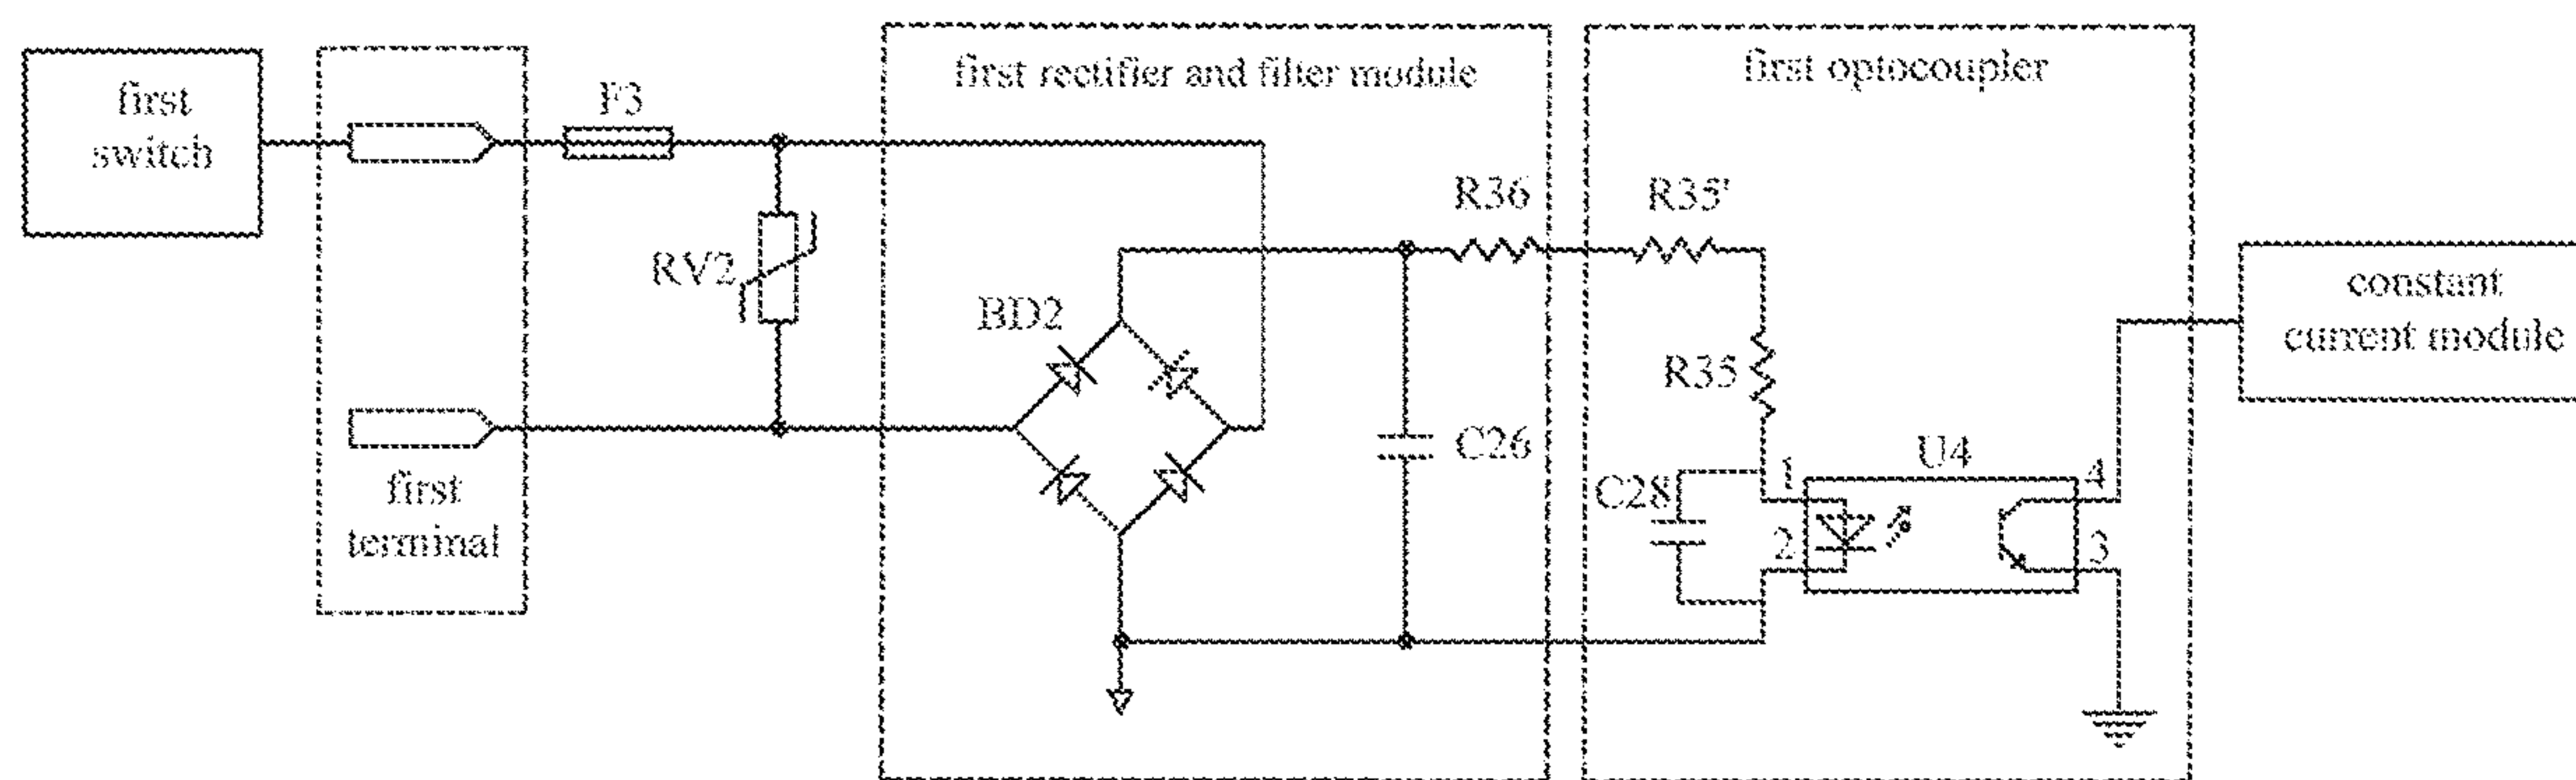 first
switch
F3
first rectifier and filter module
first optocoupler
RV2
BD2
R36
R35'
R35
C26
C28
U4
1
2
4
3
constant
current module
first
terminal